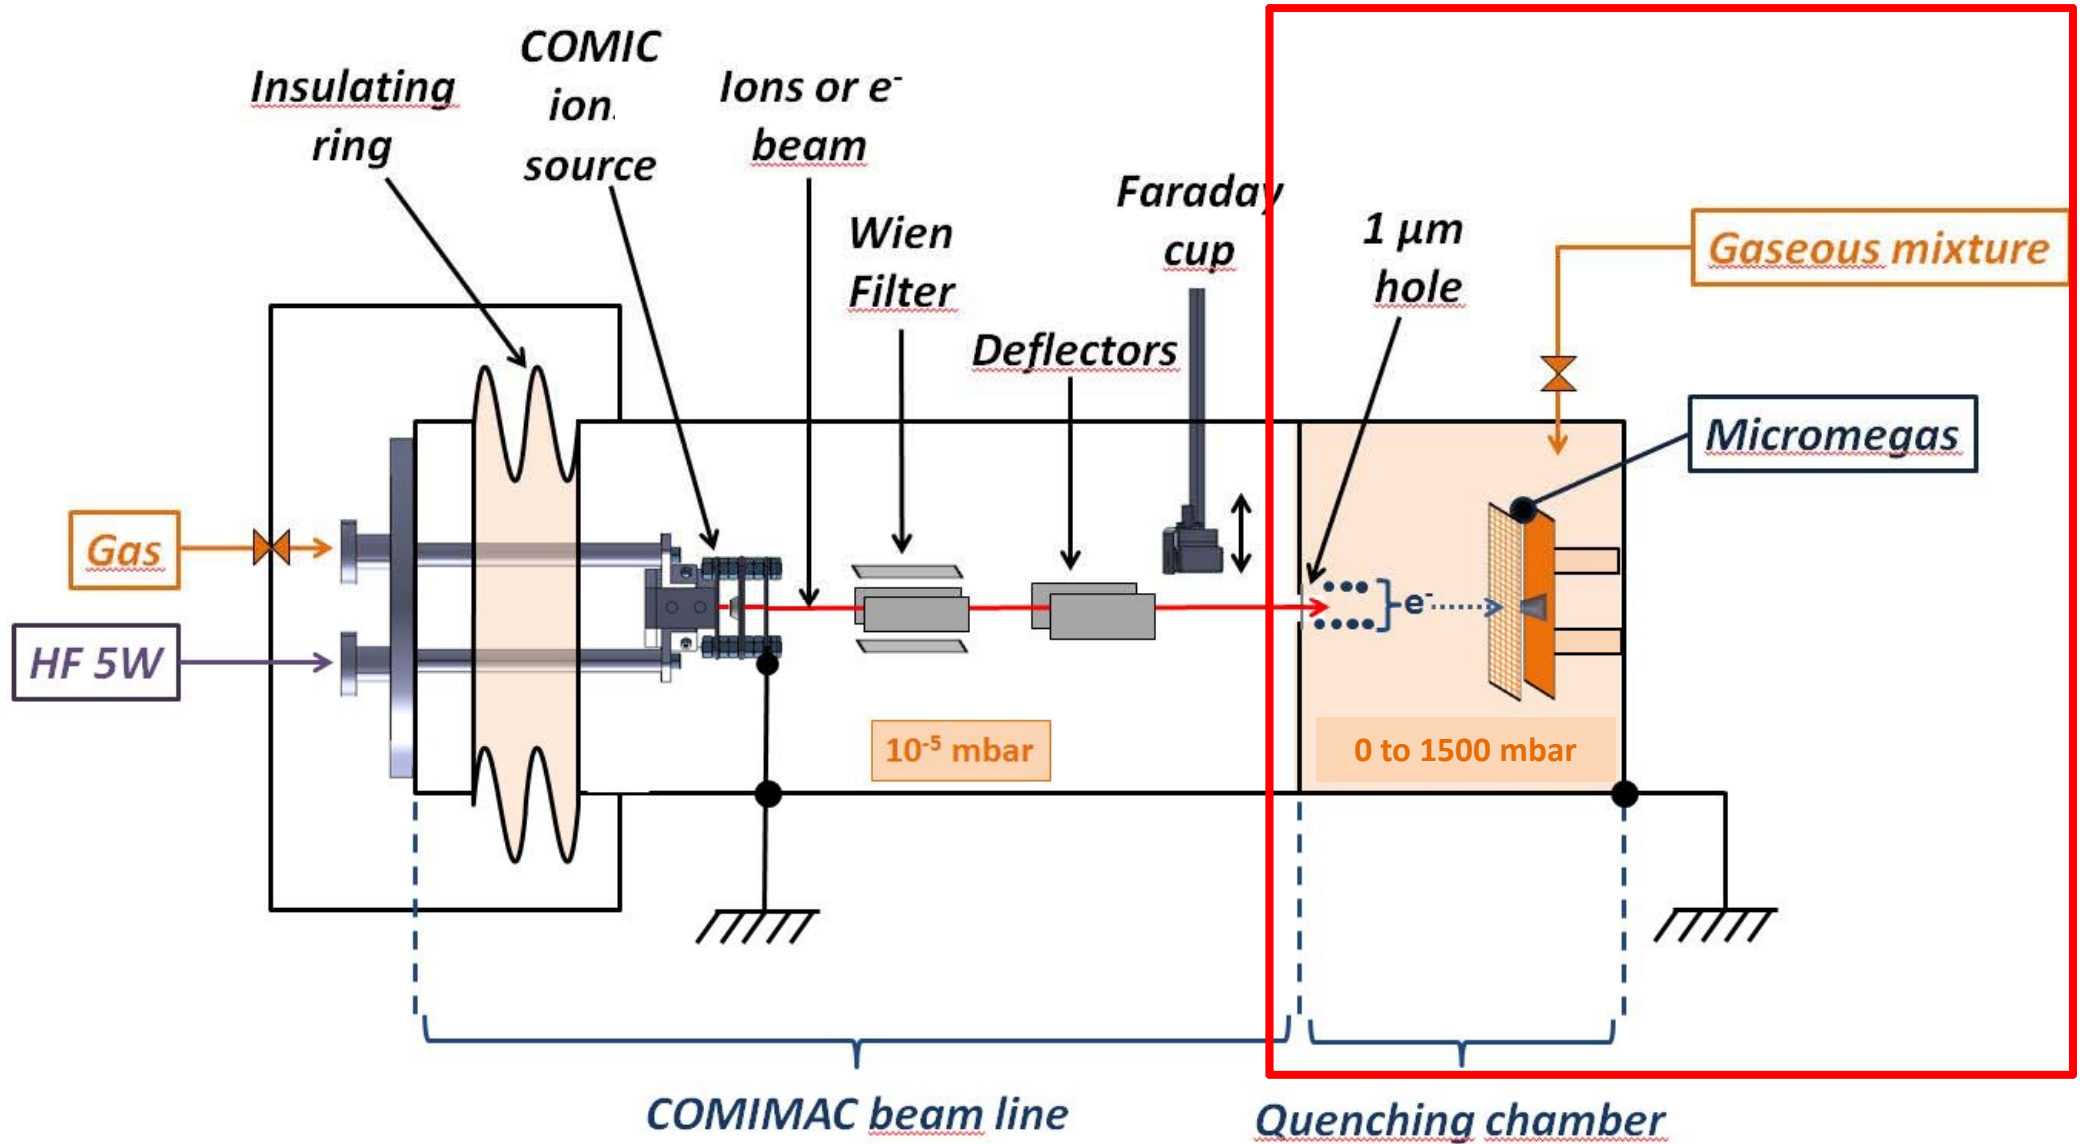 COMIC
ion
source
Insulating
ring
Ions or e-
beam
Wien
Filter
Faraday
cup
Deflectors
1 µm
hole
Gaseous mixture
Micromegas
Gas
HF 5W
e-
10-5 mbar
0 to 1500 mbar
COMIMAC beam line
Quenching chamber